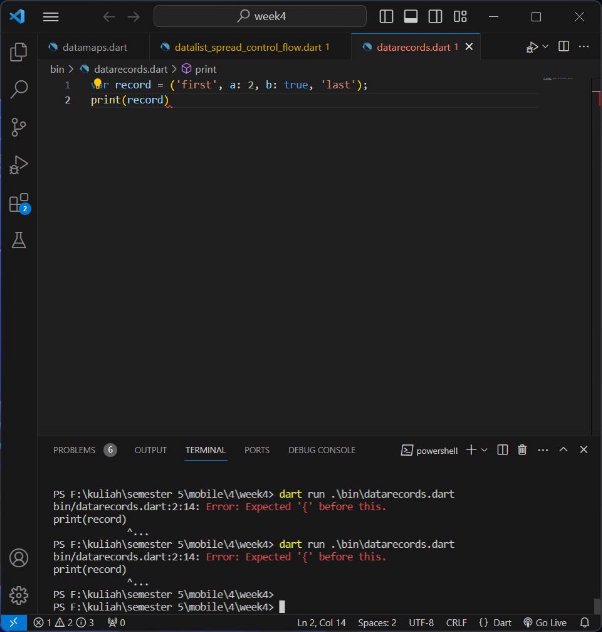 week4
datamaps.dart
datalist_spread_control_flow.dart 1
datarecords.dart 1
bin > datarecords.dart > print
1 var record = ('first', a: 2, b: true, 'last');
2 print(record)
2
PROBLEMS 6 OUTPUT TERMINAL PORTS DEBUG CONSOLE powershell
PS F:\kuliah\semester 5\mobile\4\week4> dart run .\bin\datarecords.dart
bin/datarecords.dart:2:14: Error: Expected '{' before this.
print(record)
^...
PS F:\kuliah\semester 5\mobile\4\week4> dart run .\bin\datarecords.dart
bin/datarecords.dart:2:14: Error: Expected '{' before this.
print(record)
^...
PS F:\kuliah\semester 5\mobile\4\week4>
PS F:\kuliah\semester 5\mobile\4\week4>
1 2 3 0 Ln 2, Col 14 Spaces: 2 UTF-8 CRLF {} Dart Go Live